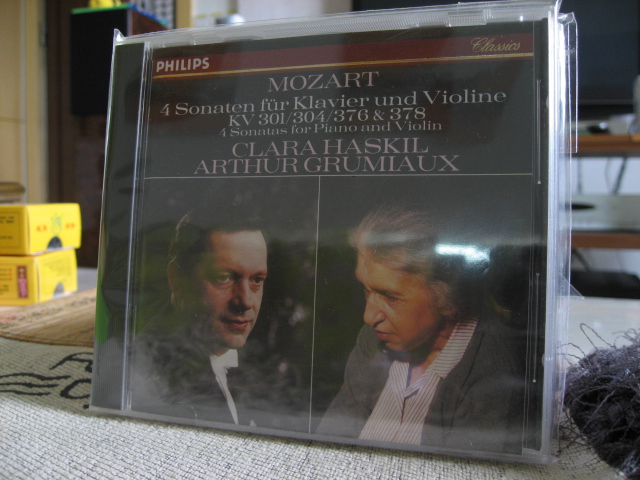 PHILIPS
Classics
MOZART
4 Sonaten für Klavier und Violine
KV 301/304/376 & 378
4 Sonatas for Piano and Violin
CLARA HASKIL
ARTHUR GRUMIAUX